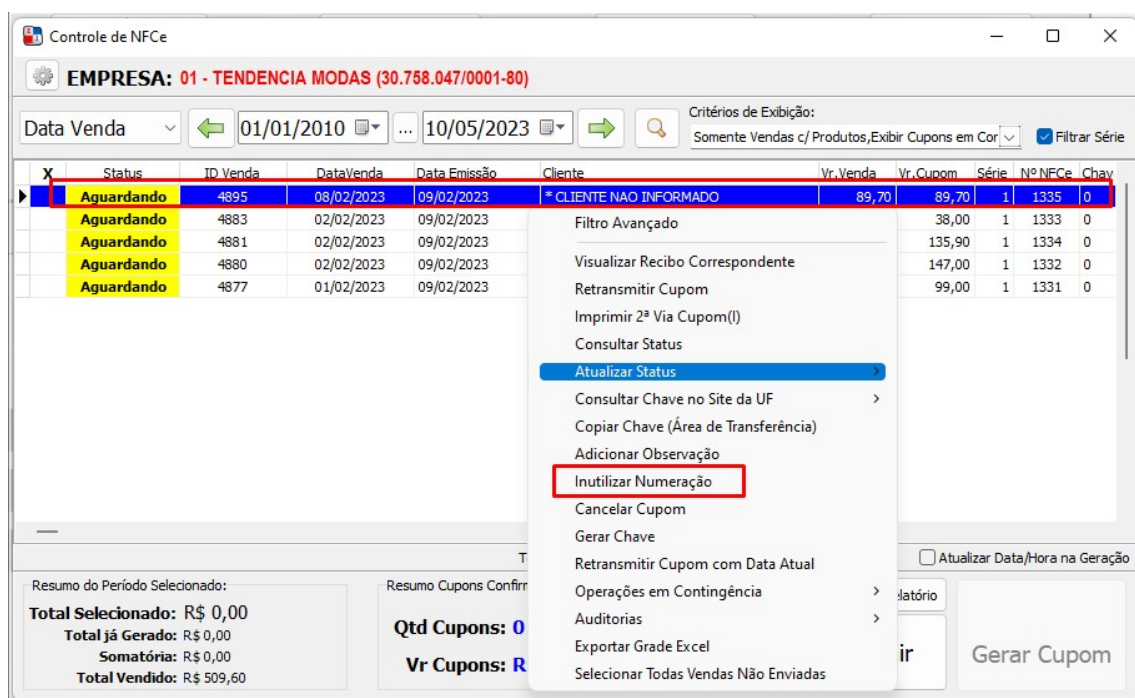 Controle de NFCe
EMPRESA: 01 - TENDENCIA MODAS (30.758.047/0001-80)
Critérios de Exibição:
Data Venda 01/01/2010 ... 10/05/2023 Somente Vendas c/ Produtos,Exibir Cupons em Cor Filtrar Série
X Status ID Venda DataVenda Data Emissão Cliente Vr.Venda Vr.Cupom Série Nº NFCe Chav
Aguardando 4895 08/02/2023 09/02/2023 * CLIENTE NAO INFORMADO 89,70 89,70 1 1335 0
Aguardando 4883 02/02/2023 09/02/2023 38,00 1 1333 0
Aguardando 4881 02/02/2023 09/02/2023 135,90 1 1334 0
Aguardando 4880 02/02/2023 09/02/2023 147,00 1 1332 0
Aguardando 4877 01/02/2023 09/02/2023 99,00 1 1331 0
Filtro Avançado
Visualizar Recibo Correspondente
Retransmitir Cupom
Imprimir 2ª Via Cupom(I)
Consultar Status
Atualizar Status
Consultar Chave no Site da UF
Copiar Chave (Área de Transferência)
Adicionar Observação
Inutilizar Numeração
Cancelar Cupom
Gerar Chave
Retransmitir Cupom com Data Atual
Operações em Contingência
Auditorias
Exportar Grade Excel
Selecionar Todas Vendas Não Enviadas
T
Atualizar Data/Hora na Geração
Resumo do Período Selecionado:
Total Selecionado: R$ 0,00
Total já Gerado: R$ 0,00
Somatória: R$ 0,00
Total Vendido: R$ 509,60
Resumo Cupons Confirm
Qtd Cupons: 0
Vr Cupons: R
elatório
ir
Gerar Cupom